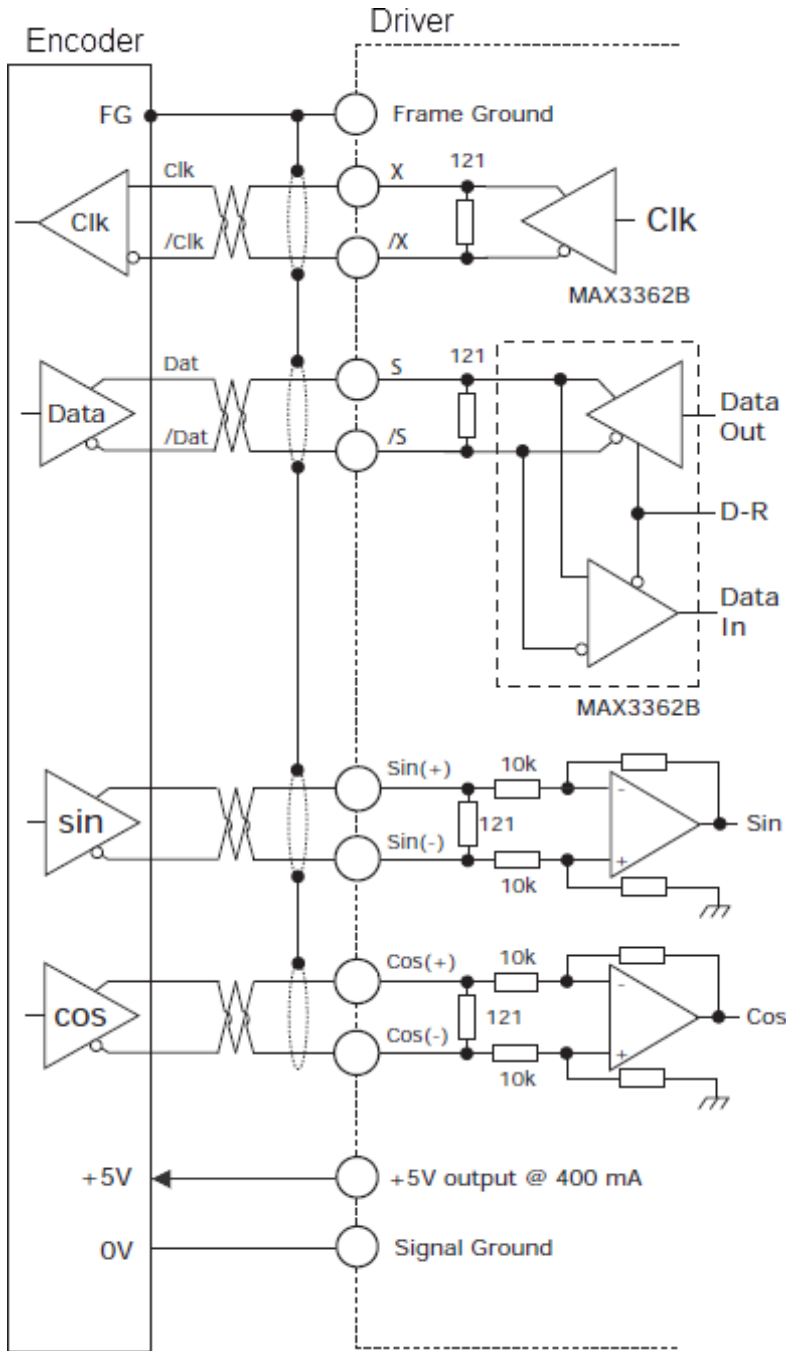 Driver
Encoder
FG
Frame Ground
Clk
X
121
Clk
Clk
/Clk
/X
MAX3362B
Dat
S
121
Data
Data
Out
/Dat
/S
D-R
Data
In
MAX3362B
Sin(+)
10k
-
sin
121
Sin
Sin(-)
+
10k
Cos(+)
10k
-
cos
121
Cos
Cos(-)
+
10k
+5V
+5V output @ 400 mA
0V
Signal Ground